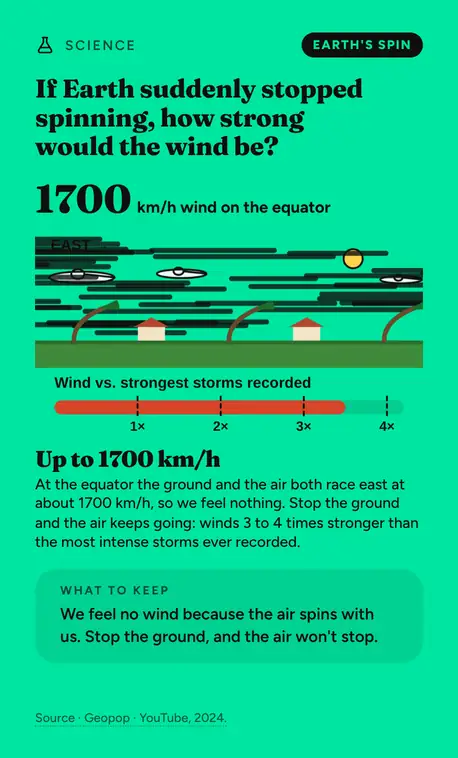 SCIENCE
EARTH'S SPIN
If Earth suddenly stopped
spinning, how strong
would the wind be?
1700 km/h wind on the equator
EAST
Wind vs. strongest storms recorded
1× 2× 3× 4×
Up to 1700 km/h
At the equator the ground and the air both race east at
about 1700 km/h, so we feel nothing. Stop the ground
and the air keeps going: winds 3 to 4 times stronger than
the most intense storms ever recorded.
WHAT TO KEEP
We feel no wind because the air spins with
us. Stop the ground, and the air won't stop.
Source · Geopop · YouTube, 2024.